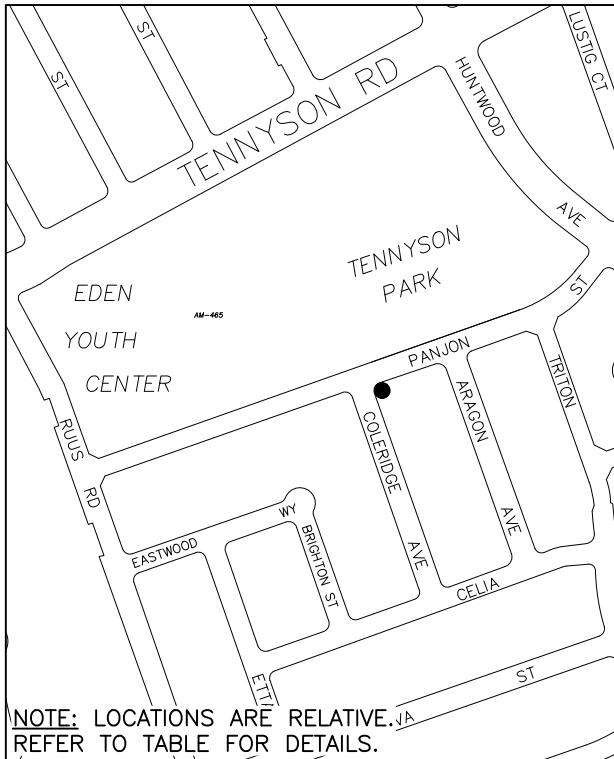 ST
ST
LUSTIG CT
TENNYSON RD
HUNTWOOD
AVE
TENNYSON
PARK
EDEN
YOUTH
CENTER
AM-465
ST
PANJON
TRITON
ARAGON
AVE
COLERIDGE
AVE
RUUS
RD
WY
EASTWOOD
BRIGHTON ST
CELIA
ETTA
ST
VA
NOTE: LOCATIONS ARE RELATIVE.
REFER TO TABLE FOR DETAILS.